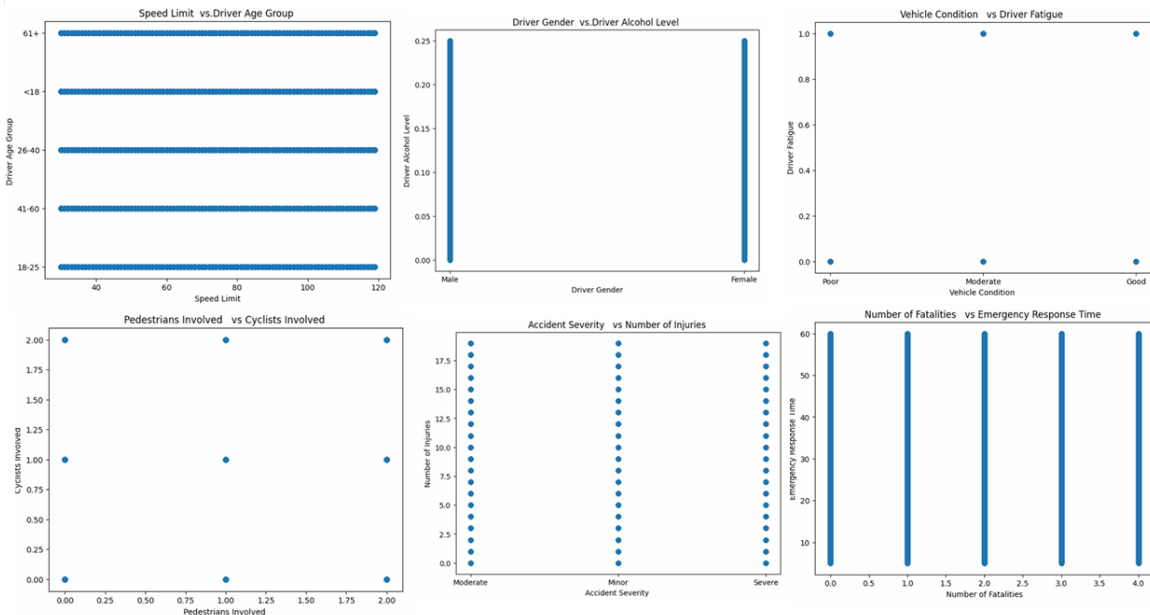 Speed Limit vs.Driver Age Group
61+
<18
26-40
41-60
18-25
Driver Age Group
40
60
80
100
120
Speed Limit
Driver Gender vs.Driver Alcohol Level
0.25
0.20
0.15
0.10
0.05
0.00
Driver Alcohol Level
Male
Female
Driver Gender
Vehicle Condition vs Driver Fatigue
1.0
0.8
0.6
0.4
0.2
0.0
Driver Fatigue
Poor
Moderate
Good
Vehicle Condition
Pedestrians Involved vs Cyclists Involved
2.00
1.75
1.50
1.25
1.00
0.75
0.50
0.25
0.00
Cyclists Involved
0.00
0.25
0.50
0.75
1.00
1.25
1.50
1.75
2.00
Pedestrians Involved
Accident Severity vs Number of Injuries
17.5
15.0
12.5
10.0
7.5
5.0
2.5
0.0
Number of Injuries
Moderate
Minor
Severe
Accident Severity
Number of Fatalities vs Emergency Response Time
60
50
40
30
20
10
Emergency Response Time
0.0
0.5
1.0
1.5
2.0
2.5
3.0
3.5
4.0
Number of Fatalities